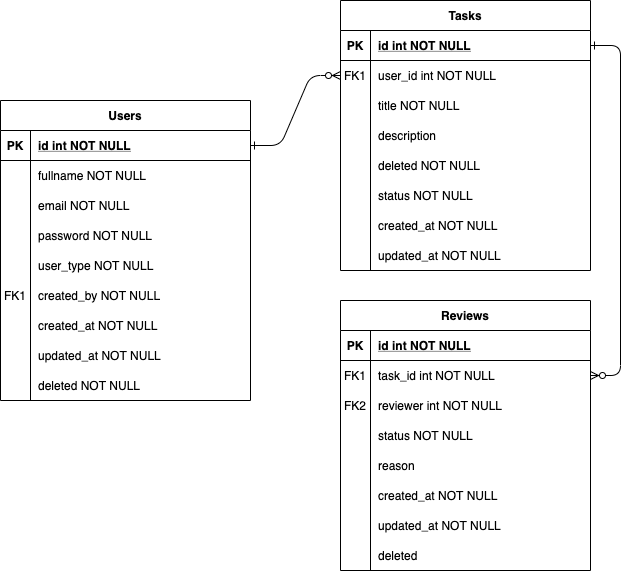 Tasks
PK id int NOT NULL
FK1 user_id int NOT NULL
title NOT NULL
description
deleted NOT NULL
status NOT NULL
created_at NOT NULL
updated_at NOT NULL
Users
PK id int NOT NULL
fullname NOT NULL
email NOT NULL
password NOT NULL
user_type NOT NULL
FK1 created_by NOT NULL
created_at NOT NULL
updated_at NOT NULL
deleted NOT NULL
Reviews
PK id int NOT NULL
FK1 task_id int NOT NULL
FK2 reviewer int NOT NULL
status NOT NULL
reason
created_at NOT NULL
updated_at NOT NULL
deleted